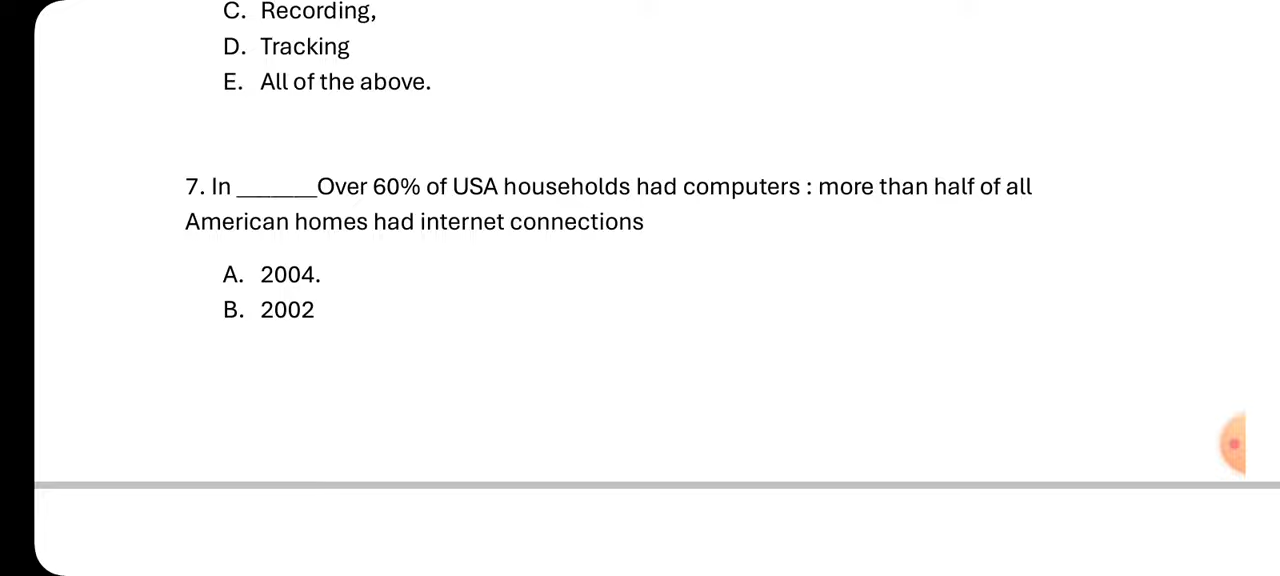 C. Recording,
D. Tracking
E. All of the above.
7. In _______Over 60% of USA households had computers : more than half of all
American homes had internet connections
A. 2004.
B. 2002